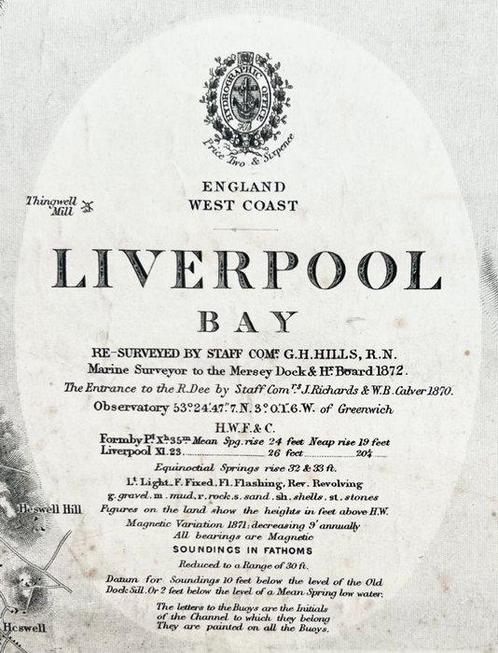 HYDROGRAPHIC OFFICE
Price Two & Sixpence
ENGLAND
WEST COAST
Thingwell
Mill
LIVERPOOL
BAY
RE-SURVEYED BY STAFF COMR. G.H.HILLS, R.N.
Marine Surveyor to the Mersey Dock & Hr. Board 1872.
The Entrance to the R.Dee by Staff Comrs. J.Richards & W.B.Calver 1870.
Observatory 53°24'.47".7.N. 3°0'.1".6.W. of Greenwich
H.W.F.& C.
Formby Pt. Xh.35m Mean Spg. rise 24 feet Neap rise 19 feet
Liverpool XI.23. 26 feet 20¼
Equinoctial Springs rise 32 & 33 ft.
Lt. Light. F. Fixed. Fl. Flashing. Rev. Revolving
g. gravel. m. mud. r. rock. s. sand. sh. shells. st. stones
Heswell Hill
Figures on the land show the heights in feet above H.W.
Magnetic Variation 1871; decreasing 9' annually
All bearings are Magnetic
SOUNDINGS IN FATHOMS
Reduced to a Range of 30 ft.
Datum for Soundings 10 feet below the level of the Old
Dock Sill. Or 2 feet below the level of a Mean Spring low water.
The letters to the Buoys are the Initials
of the Channel to which they belong
They are painted on all the Buoys.
Heswell